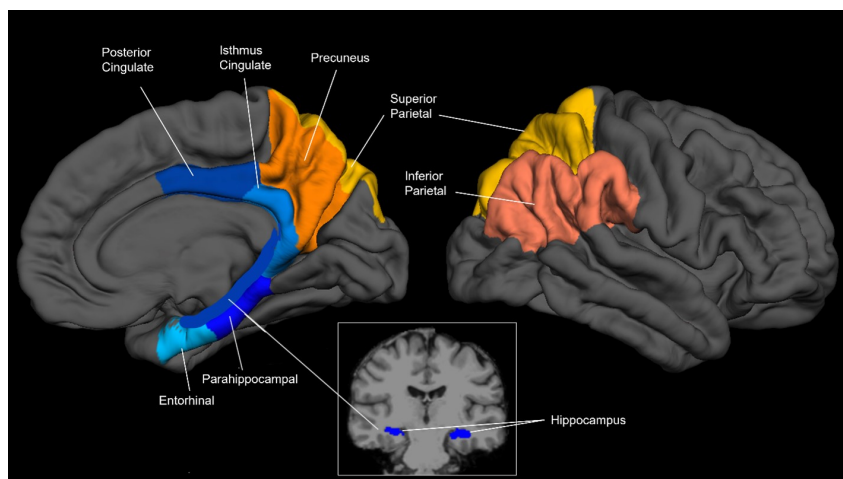 Posterior
Cingulate
Isthmus
Cingulate
Precuneus
Superior
Parietal
Inferior
Parietal
Parahippocampal
Entorhinal
Hippocampus